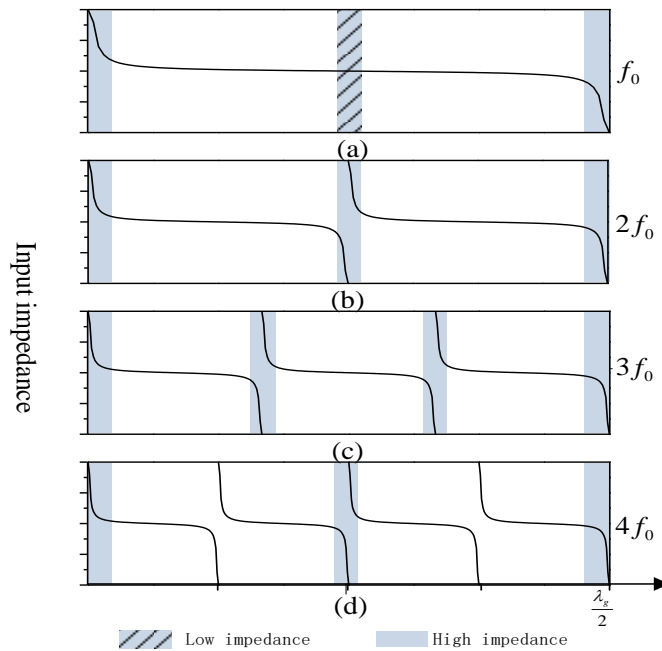 Input impedance
f₀
(a)
2f₀
(b)
3f₀
(c)
4f₀
(d)
λg/2
Low impedance
High impedance